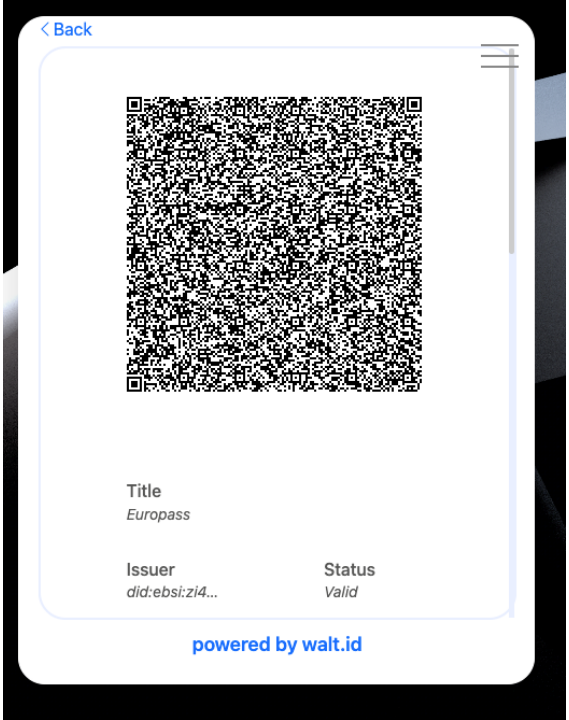 Back
Title
Europass
Issuer
Status
did:ebsi:zi4...
Valid
powered by walt.id